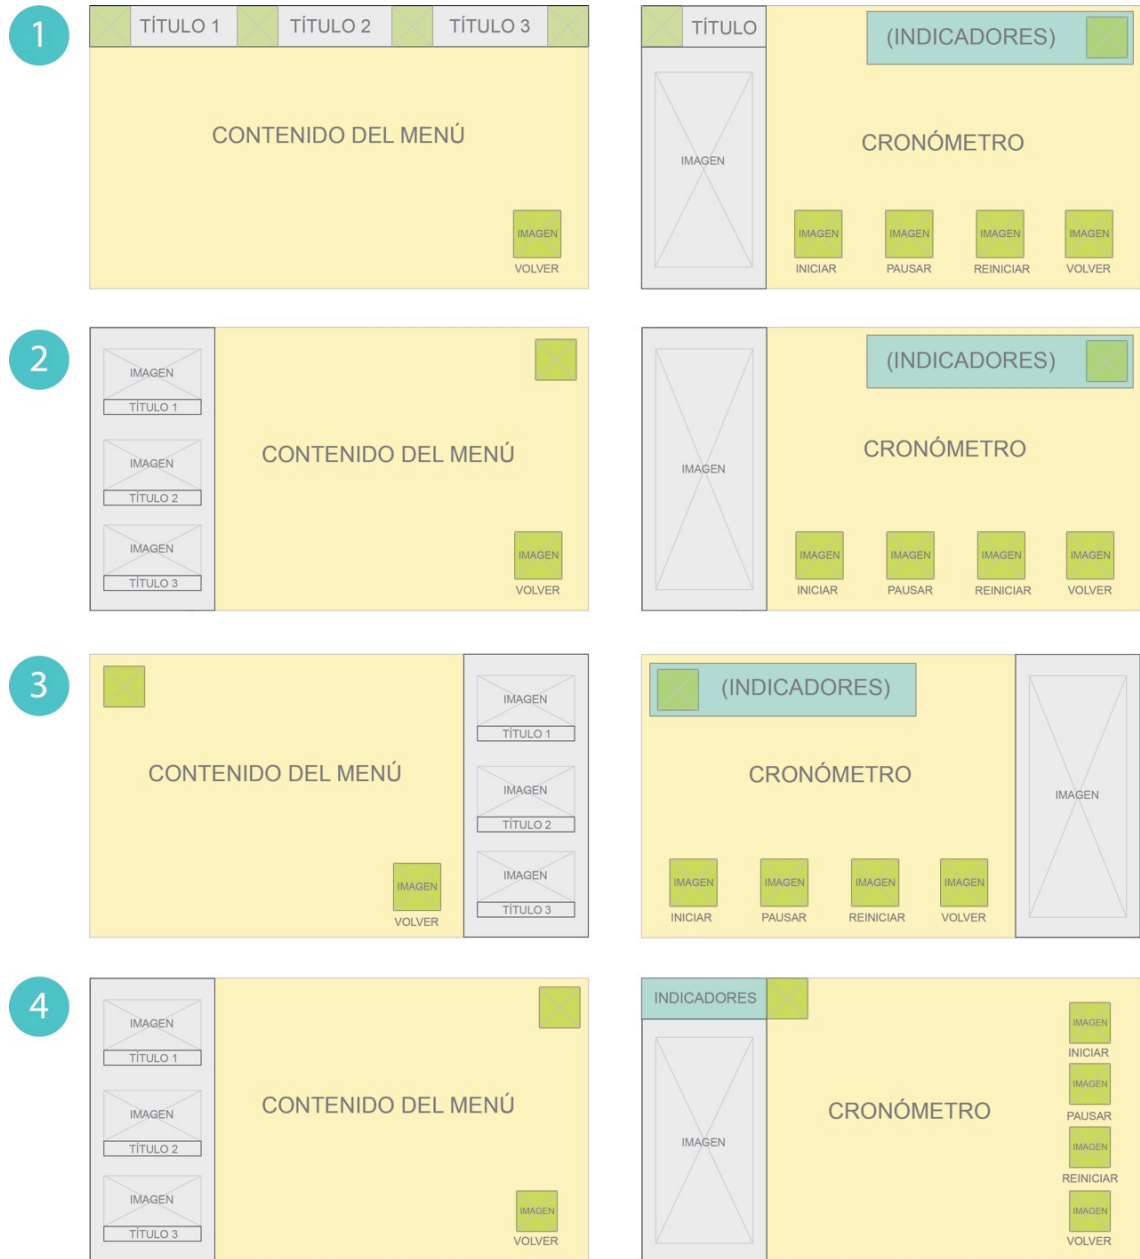 1
TÍTULO 1 TÍTULO 2 TÍTULO 3
CONTENIDO DEL MENÚ
IMAGEN
VOLVER
TÍTULO
(INDICADORES)
IMAGEN
CRONÓMETRO
IMAGEN IMAGEN IMAGEN IMAGEN
INICIAR PAUSAR REINICIAR VOLVER
2
IMAGEN
TÍTULO 1
IMAGEN
TÍTULO 2
IMAGEN
TÍTULO 3
CONTENIDO DEL MENÚ
IMAGEN
VOLVER
(INDICADORES)
IMAGEN
CRONÓMETRO
IMAGEN IMAGEN IMAGEN IMAGEN
INICIAR PAUSAR REINICIAR VOLVER
3
CONTENIDO DEL MENÚ
IMAGEN
VOLVER
IMAGEN
TÍTULO 1
IMAGEN
TÍTULO 2
IMAGEN
TÍTULO 3
(INDICADORES)
CRONÓMETRO
IMAGEN IMAGEN IMAGEN IMAGEN
INICIAR PAUSAR REINICIAR VOLVER
IMAGEN
4
IMAGEN
TÍTULO 1
IMAGEN
TÍTULO 2
IMAGEN
TÍTULO 3
CONTENIDO DEL MENÚ
IMAGEN
VOLVER
INDICADORES
IMAGEN
CRONÓMETRO
IMAGEN
INICIAR
IMAGEN
PAUSAR
IMAGEN
REINICIAR
IMAGEN
VOLVER